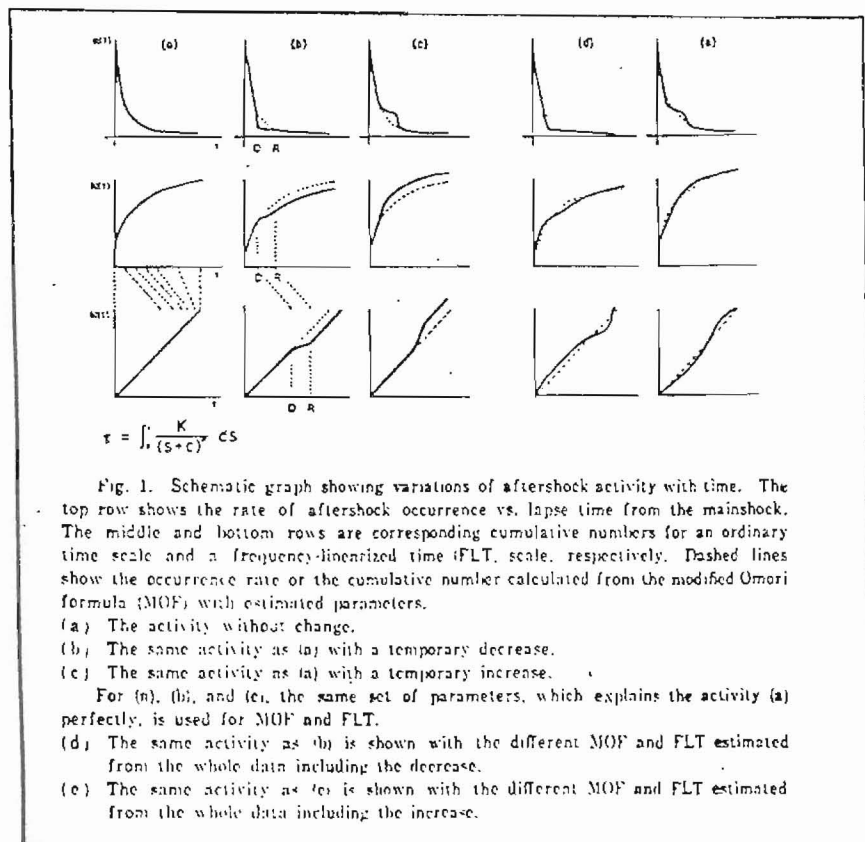 (a) (b) (c) (d) (e)
n(T)
T D R
N(T)
T D R
T D R
τ = ∫ K / (S+C) dS
Fig. 1. Schematic graph showing variations of aftershock activity with time. The
top row shows the rate of aftershock occurrence vs. lapse time from the mainshock.
The middle and bottom rows are corresponding cumulative numbers for an ordinary
time scale and a frequency-linearized time (FLT, scale, respectively. Dashed lines
show the occurrence rate or the cumulative number calculated from the modified Omori
formula (MOF) with estimated parameters.
(a) The activity without change.
(b) The same activity as (a) with a temporary decrease.
(c) The same activity as (a) with a temporary increase.
For (a), (b), and (c), the same set of parameters, which explains the activity (a)
perfectly, is used for MOF and FLT.
(d) The same activity as (b) is shown with the different MOF and FLT estimated
from the whole data including the decrease.
(e) The same activity as (c) is shown with the different MOF and FLT estimated
from the whole data including the increase.